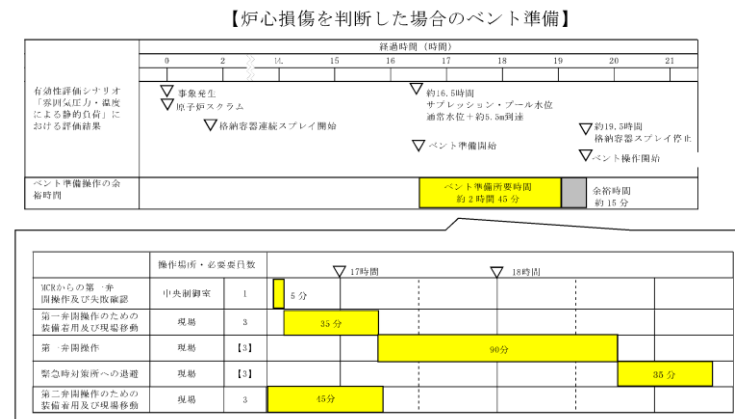 【炉心損傷を判断した場合のベント準備】
経過時間（時間）
0 2 14 15 16 17 18 19 20 21
有効性評価シナリオ
「雰囲気圧力・温度
による静的負荷」に
おける評価結果
事象発生
原子炉スクラム
格納容器連続スプレイ開始
約16.5時間
サプレッション・プール水位
通常水位＋約5.5m到達
ベント準備開始
約19.5時間
格納容器スプレイ停止
ベント操作開始
ベント準備操作の余
裕時間
ベント準備所要時間
約2時間45分
余裕時間
約15分
操作場所・必要要員数
17時間
18時間
MCRからの第一弁
開操作及び失敗確認
中央制御室
1
5分
第一弁開操作のための
装備着用及び現場移動
現場
3
35分
第一弁開操作
現場
【3】
90分
緊急時対策所への退避
現場
【3】
35分
第二弁開操作のための
装備着用及び現場移動
現場
3
45分